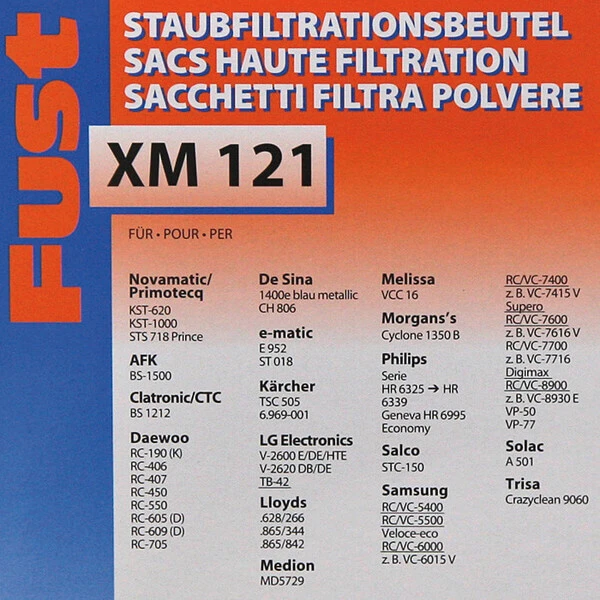 Fust
STAUBFILTRATIONSBEUTEL
SACS HAUTE FILTRATION
SACCHETTI FILTRA POLVERE
XM 121
FÜR • POUR • PER
Novamatic/
Primotecq
KST-620
KST-1000
STS 718 Prince
AFK
BS-1500
Clatronic/CTC
BS 1212
Daewoo
RC-190 (K)
RC-406
RC-407
RC-450
RC-550
RC-605 (D)
RC-609 (D)
RC-705
De Sina
1400e blau metallic
CH 806
e-matic
E 952
ST 018
Kärcher
TSC 505
6.969-001
LG Electronics
V-2600 E/DE/HTE
V-2620 DB/DE
TB-42
Lloyds
.628/266
.865/344
.865/842
Medion
MD5729
Melissa
VCC 16
Morgans's
Cyclone 1350 B
Philips
Serie
HR 6325 → HR
6339
Geneva HR 6995
Economy
Salco
STC-150
Samsung
RC/VC-5400
RC/VC-5500
Veloce-eco
RC/VC-6000
z. B. VC-6015 V
RC/VC-7400
z. B. VC-7415 V
Supero
RC/VC-7600
z. B. VC-7616 V
RC/VC-7700
z. B. VC-7716
Digimax
RC/VC-8900
z. B. VC-8930 E
VP-50
VP-77
Solac
A 501
Trisa
Crazyclean 9060